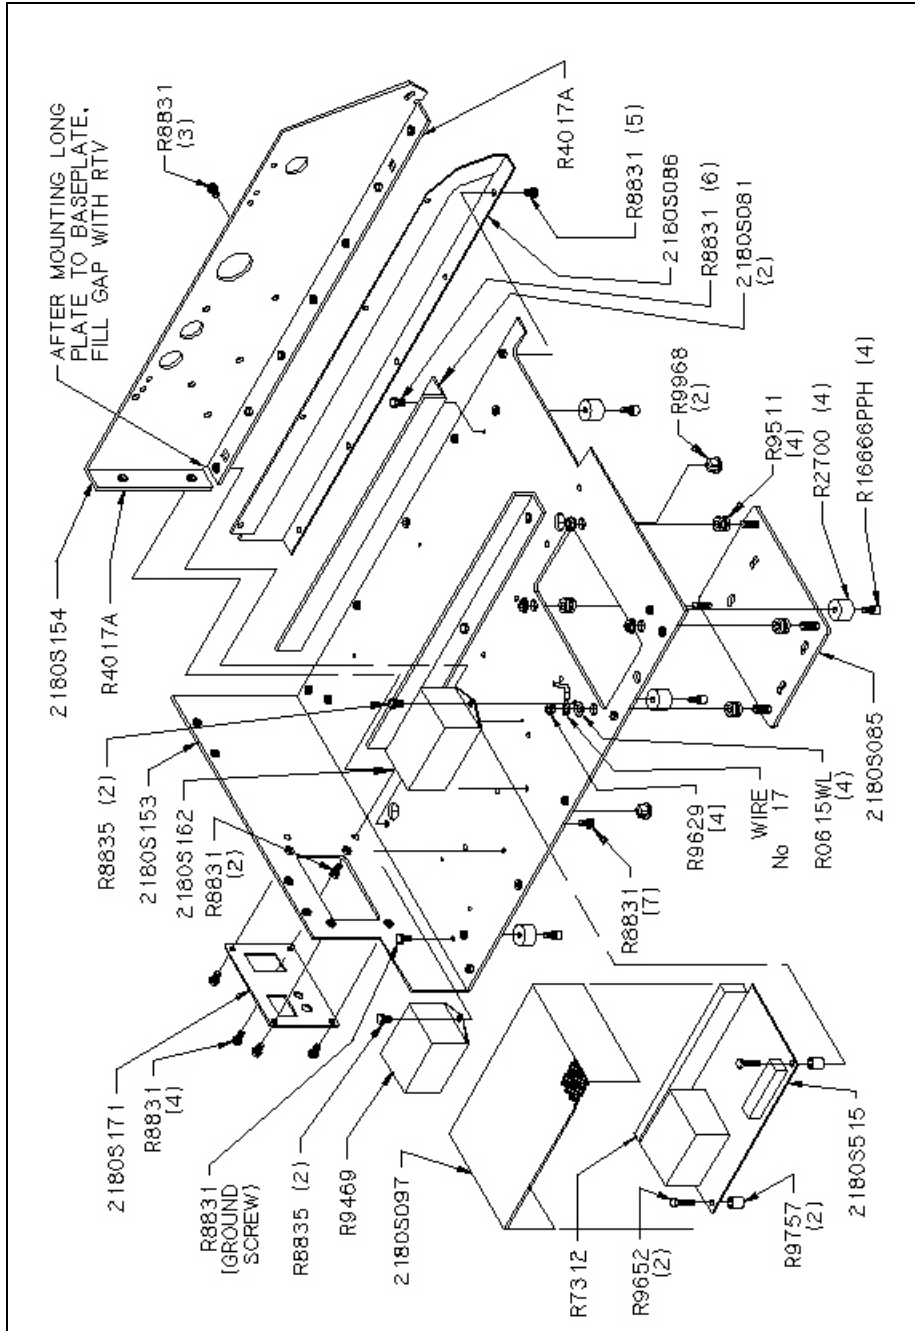 2180S154
R4017A
AFTER MOUNTING LONG
PLATE TO BASEPLATE,
FILL GAP WITH RTV
R8831
(3)
R4017A
R8831 (5)
2180S086
R8831 (6)
2180S081
(2)
R8835 (2)
2180S153
2180S162
R8831
(2)
R9968
(2)
R9511
(4)
R2700 (4)
R16666PPH (4)
2180S085
R0615WL
(4)
WIRE
No 17
R9629
[4]
R8831
[7]
2180S171
R8831
[4]
R8831
[GROUND
SCREW)
R8835 (2)
R9469
2180S097
R7312
R9652
(2)
R9757
(2)
2180S515